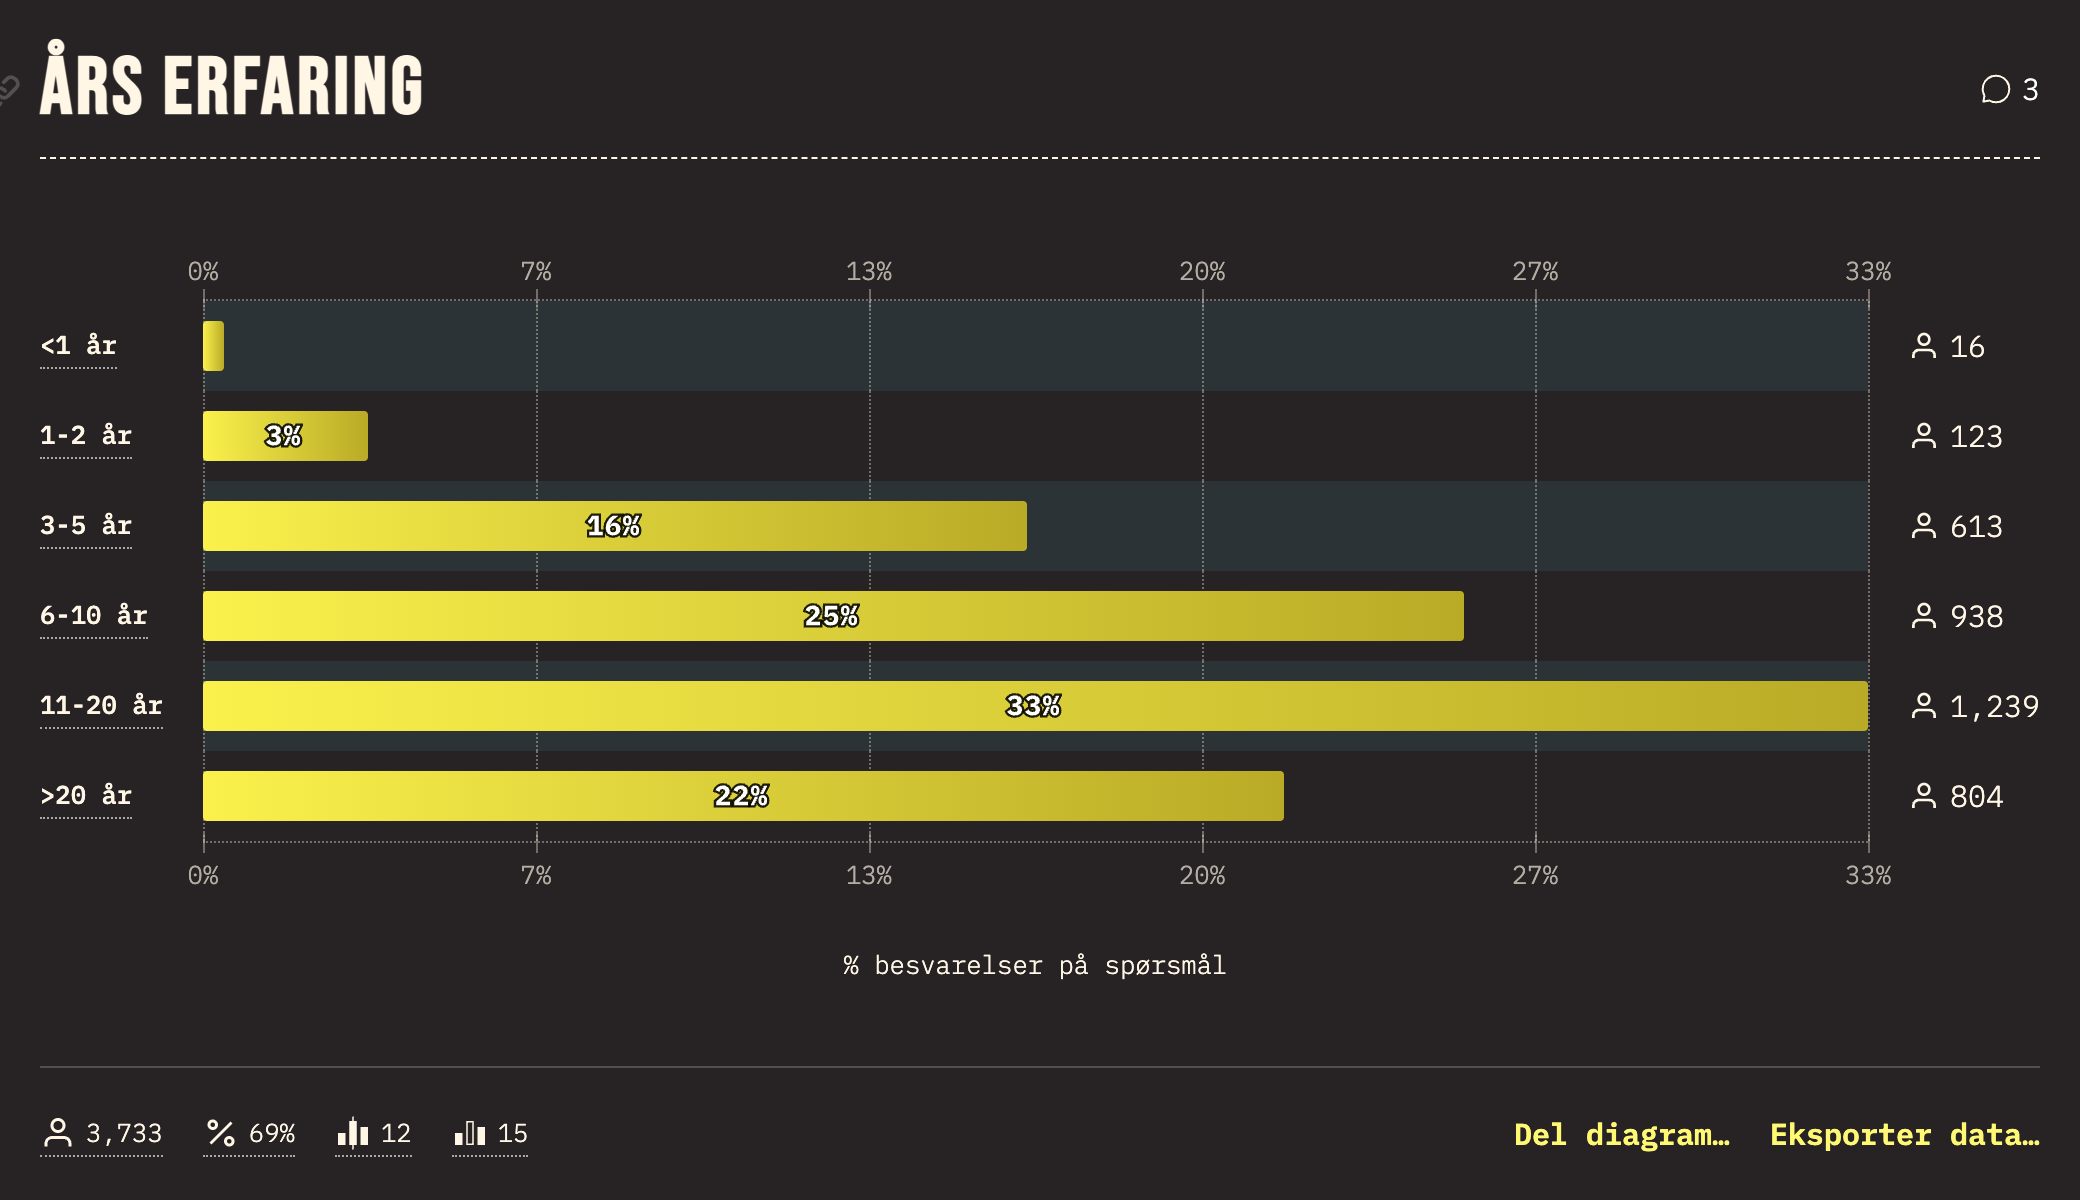 ÅRS ERFARING
3
0% 7% 13% 20% 27% 33%
<1 år 16
1-2 år 3% 123
3-5 år 16% 613
6-10 år 25% 938
11-20 år 33% 1,239
>20 år 22% 804
0% 7% 13% 20% 27% 33%
% besvarelser på spørsmål
3,733 69% 12 15 Del diagram… Eksporter data…